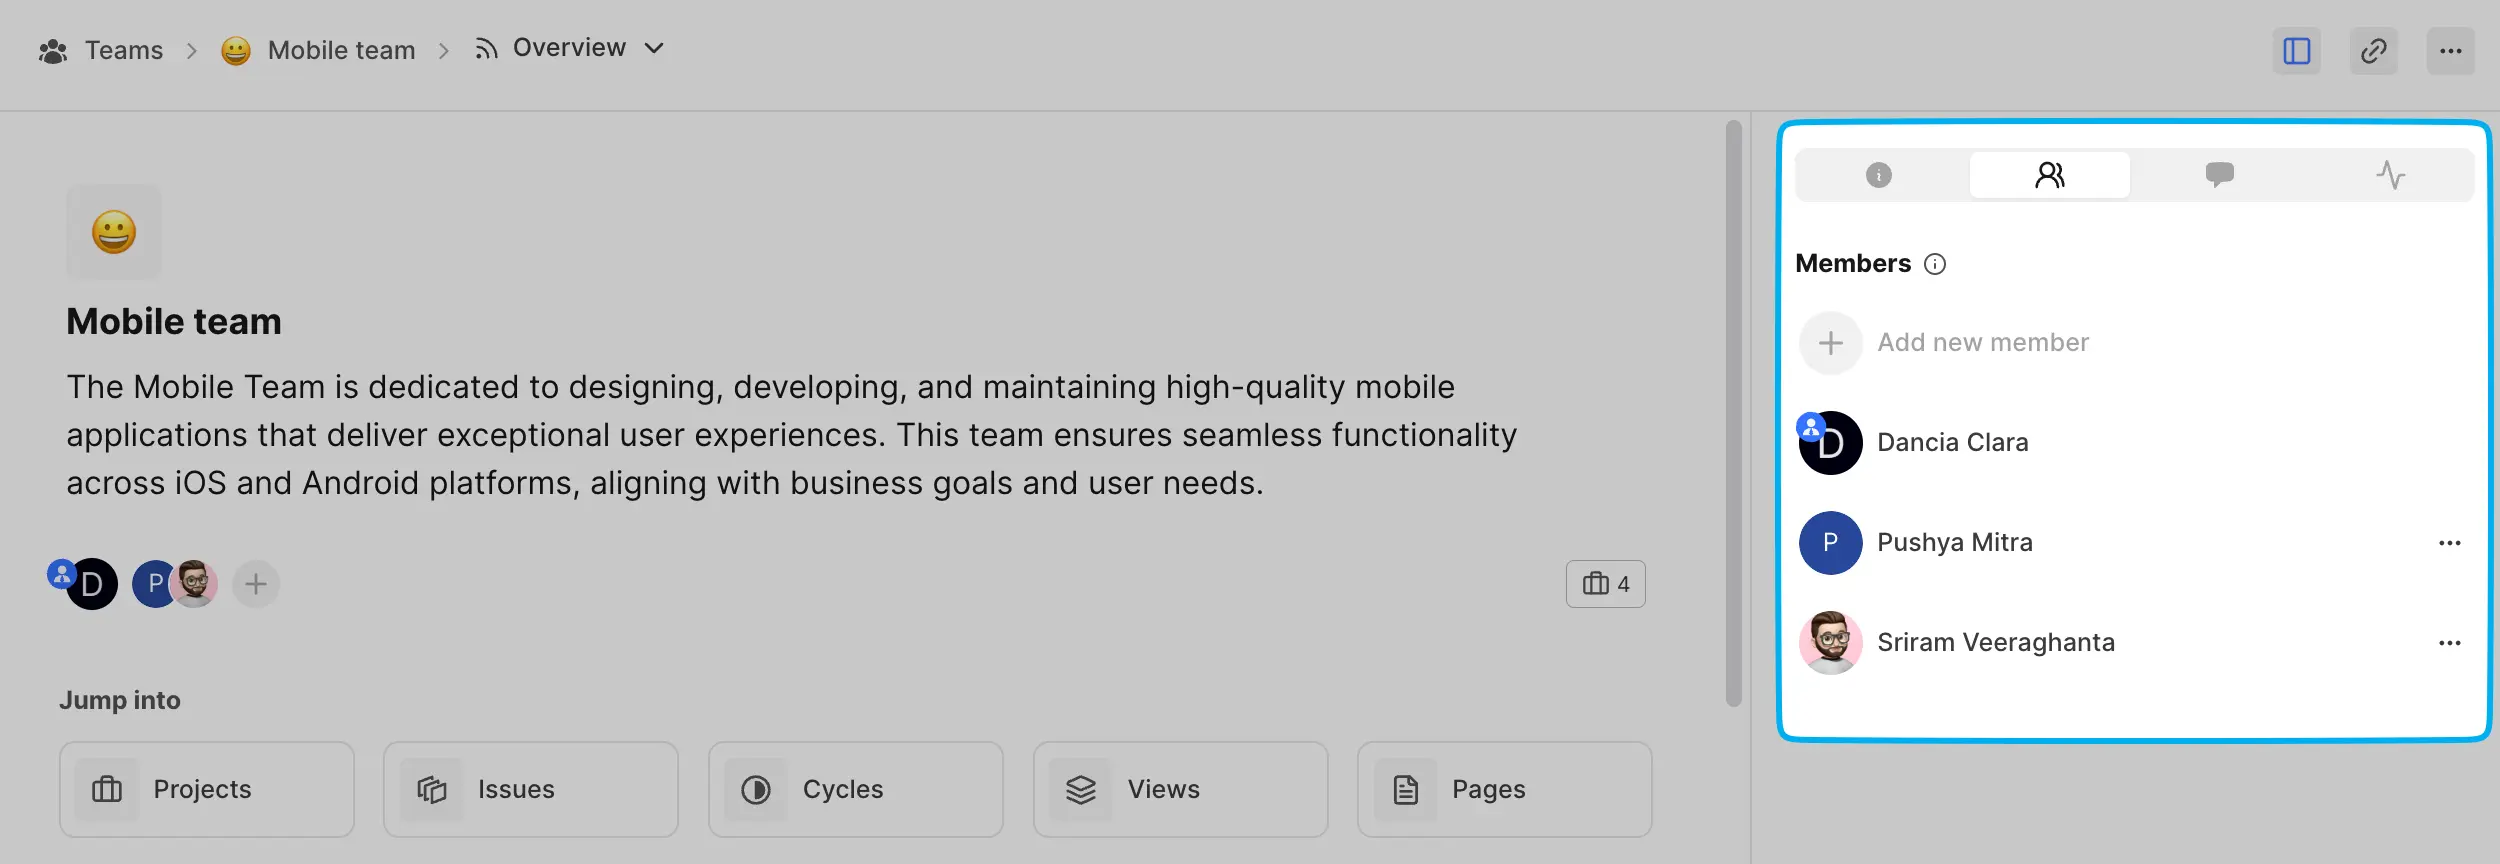 Teams > Mobile team > Overview
Mobile team
The Mobile Team is dedicated to designing, developing, and maintaining high-quality mobile
applications that deliver exceptional user experiences. This team ensures seamless functionality
across iOS and Android platforms, aligning with business goals and user needs.
D P
4
Jump into
Projects Issues Cycles Views Pages
Members
Add new member
D Dancia Clara
P Pushya Mitra
Sriram Veeraghanta